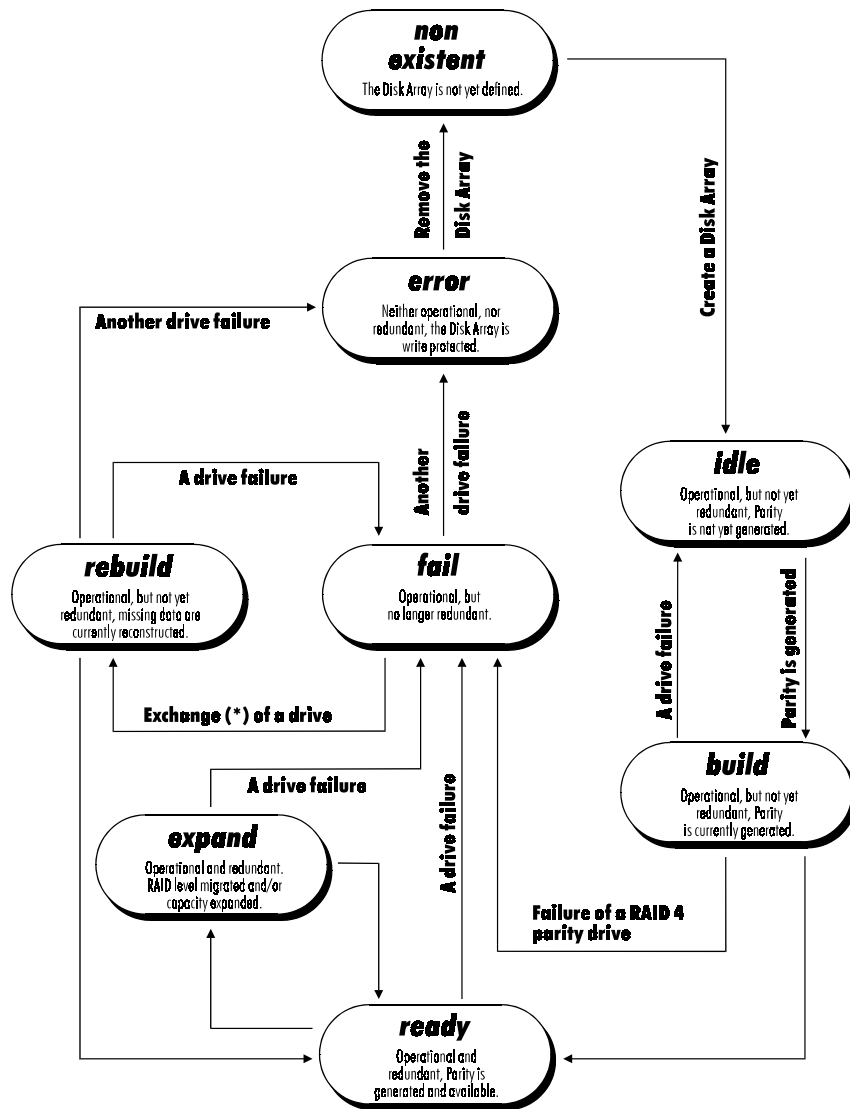 non
existent
The Disk Array is not yet defined.
Remove the
Disk Array
Create a Disk Array
error
Neither operational, nor
redundant, the Disk Array is
write protected.
Another drive failure
Another
drive failure
A drive failure
idle
Operational, but not yet
redundant, Parity
is not yet generated.
rebuild
Operational, but not yet
redundant, missing data are
currently reconstructed.
fail
Operational, but
no longer redundant.
A drive failure
Parity is generated
Exchange (*) of a drive
A drive failure
A drive failure
build
Operational, but not yet
redundant, Parity
is currently generated.
expand
Operational and redundant.
RAID level migrated and/or
capacity expanded.
Failure of a RAID 4
parity drive
ready
Operational and
redundant, Parity is
generated and available.